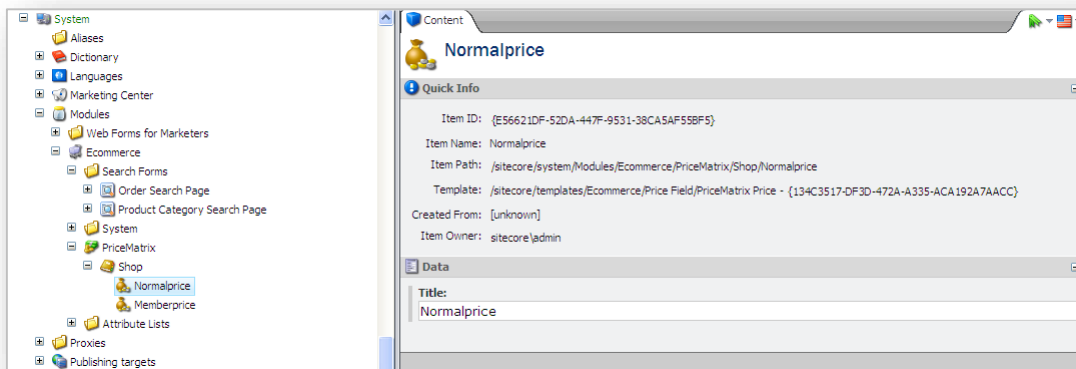 System
Aliases
Dictionary
Languages
Marketing Center
Modules
Web Forms for Marketers
Ecommerce
Search Forms
Order Search Page
Product Category Search Page
System
PriceMatrix
Shop
Normalprice
Memberprice
Attribute Lists
Proxies
Publishing targets
Content
Normalprice
Quick Info
Item ID: {E56621DF-52DA-447F-9531-38CA5AF55BF5}
Item Name: Normalprice
Item Path: /sitecore/system/Modules/Ecommerce/PriceMatrix/Shop/Normalprice
Template: /sitecore/templates/Ecommerce/Price Field/PriceMatrix Price - {134C3517-DF3D-472A-A335-ACA192A7AACC}
Created From: [unknown]
Item Owner: sitecore\admin
Data
Title:
Normalprice